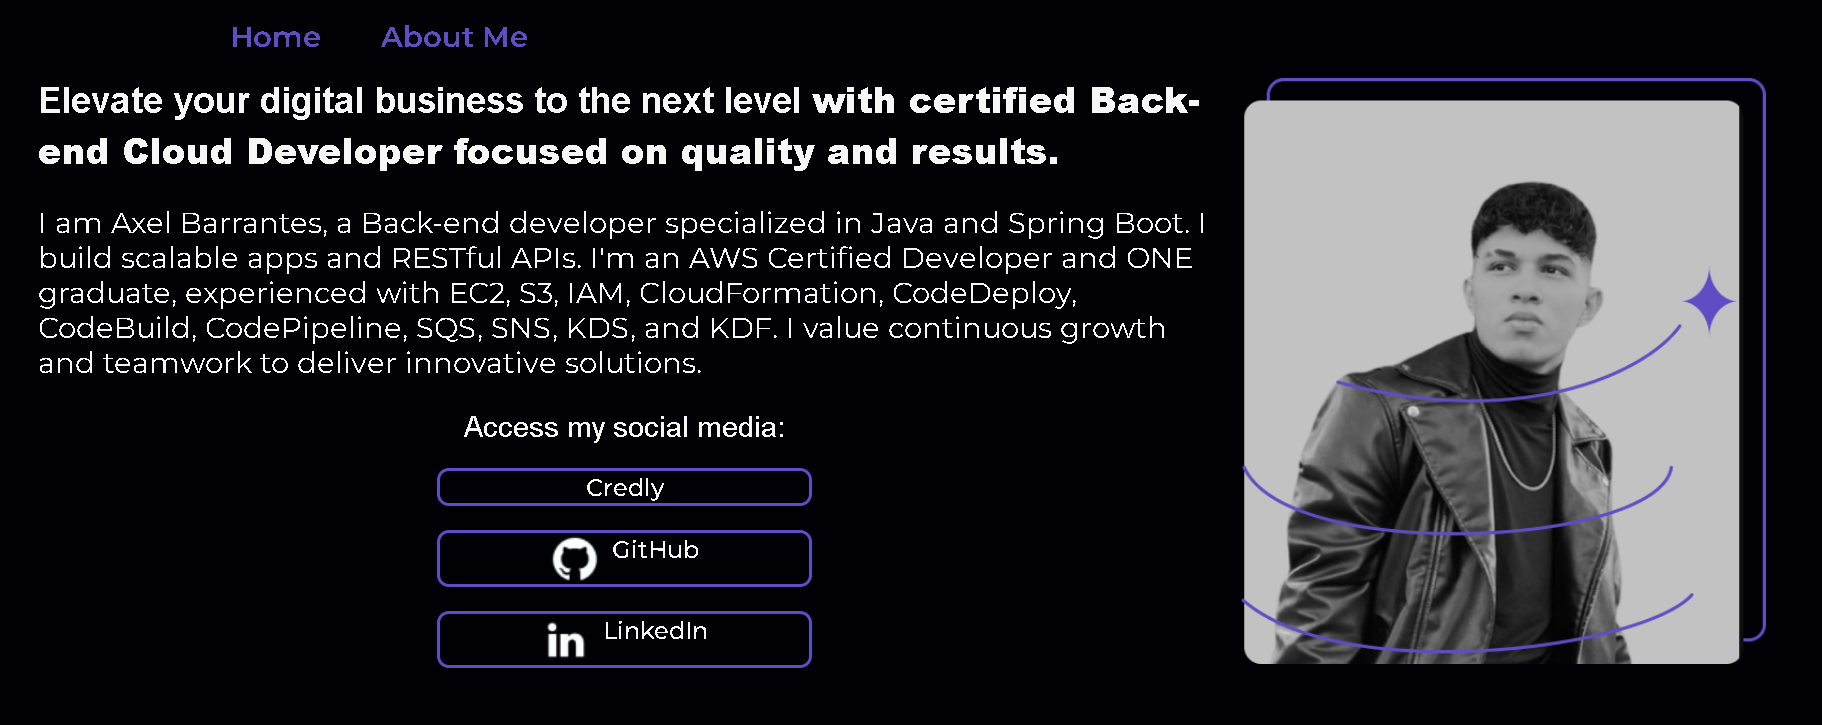 Home About Me
Elevate your digital business to the next level with certified Back-
end Cloud Developer focused on quality and results.
I am Axel Barrantes, a Back-end developer specialized in Java and Spring Boot. I
build scalable apps and RESTful APIs. I'm an AWS Certified Developer and ONE
graduate, experienced with EC2, S3, IAM, CloudFormation, CodeDeploy,
CodeBuild, CodePipeline, SQS, SNS, KDS, and KDF. I value continuous growth
and teamwork to deliver innovative solutions.
Access my social media:
Credly
GitHub
in LinkedIn